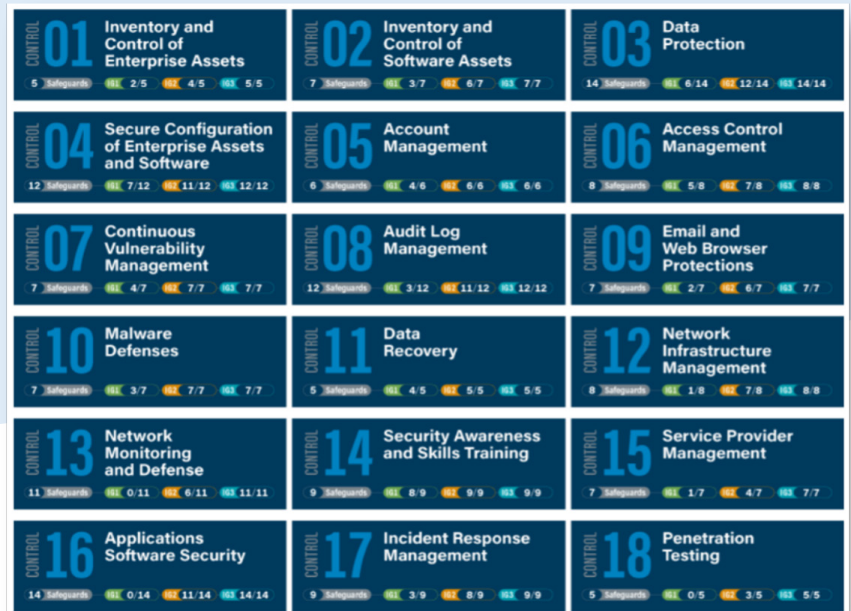 CONTROL 01 Inventory and
Control of
Enterprise Assets
5 Safeguards IG1 2/5 IG2 4/5 IG3 5/5
CONTROL 02 Inventory and
Control of
Software Assets
7 Safeguards IG1 3/7 IG2 6/7 IG3 7/7
CONTROL 03 Data
Protection
14 Safeguards IG1 6/14 IG2 12/14 IG3 14/14
CONTROL 04 Secure Configuration
of Enterprise Assets
and Software
12 Safeguards IG1 7/12 IG2 11/12 IG3 12/12
CONTROL 05 Account
Management
6 Safeguards IG1 4/6 IG2 6/6 IG3 6/6
CONTROL 06 Access Control
Management
8 Safeguards IG1 5/8 IG2 7/8 IG3 8/8
CONTROL 07 Continuous
Vulnerability
Management
7 Safeguards IG1 4/7 IG2 7/7 IG3 7/7
CONTROL 08 Audit Log
Management
12 Safeguards IG1 3/12 IG2 11/12 IG3 12/12
CONTROL 09 Email and
Web Browser
Protections
7 Safeguards IG1 2/7 IG2 6/7 IG3 7/7
CONTROL 10 Malware
Defenses
7 Safeguards IG1 3/7 IG2 7/7 IG3 7/7
CONTROL 11 Data
Recovery
5 Safeguards IG1 4/5 IG2 5/5 IG3 5/5
CONTROL 12 Network
Infrastructure
Management
8 Safeguards IG1 1/8 IG2 7/8 IG3 8/8
CONTROL 13 Network
Monitoring
and Defense
11 Safeguards IG1 0/11 IG2 6/11 IG3 11/11
CONTROL 14 Security Awareness
and Skills Training
9 Safeguards IG1 8/9 IG2 9/9 IG3 9/9
CONTROL 15 Service Provider
Management
7 Safeguards IG1 1/7 IG2 4/7 IG3 7/7
CONTROL 16 Applications
Software Security
14 Safeguards IG1 0/14 IG2 11/14 IG3 14/14
CONTROL 17 Incident Response
Management
9 Safeguards IG1 3/9 IG2 8/9 IG3 9/9
CONTROL 18 Penetration
Testing
5 Safeguards IG1 0/5 IG2 3/5 IG3 5/5